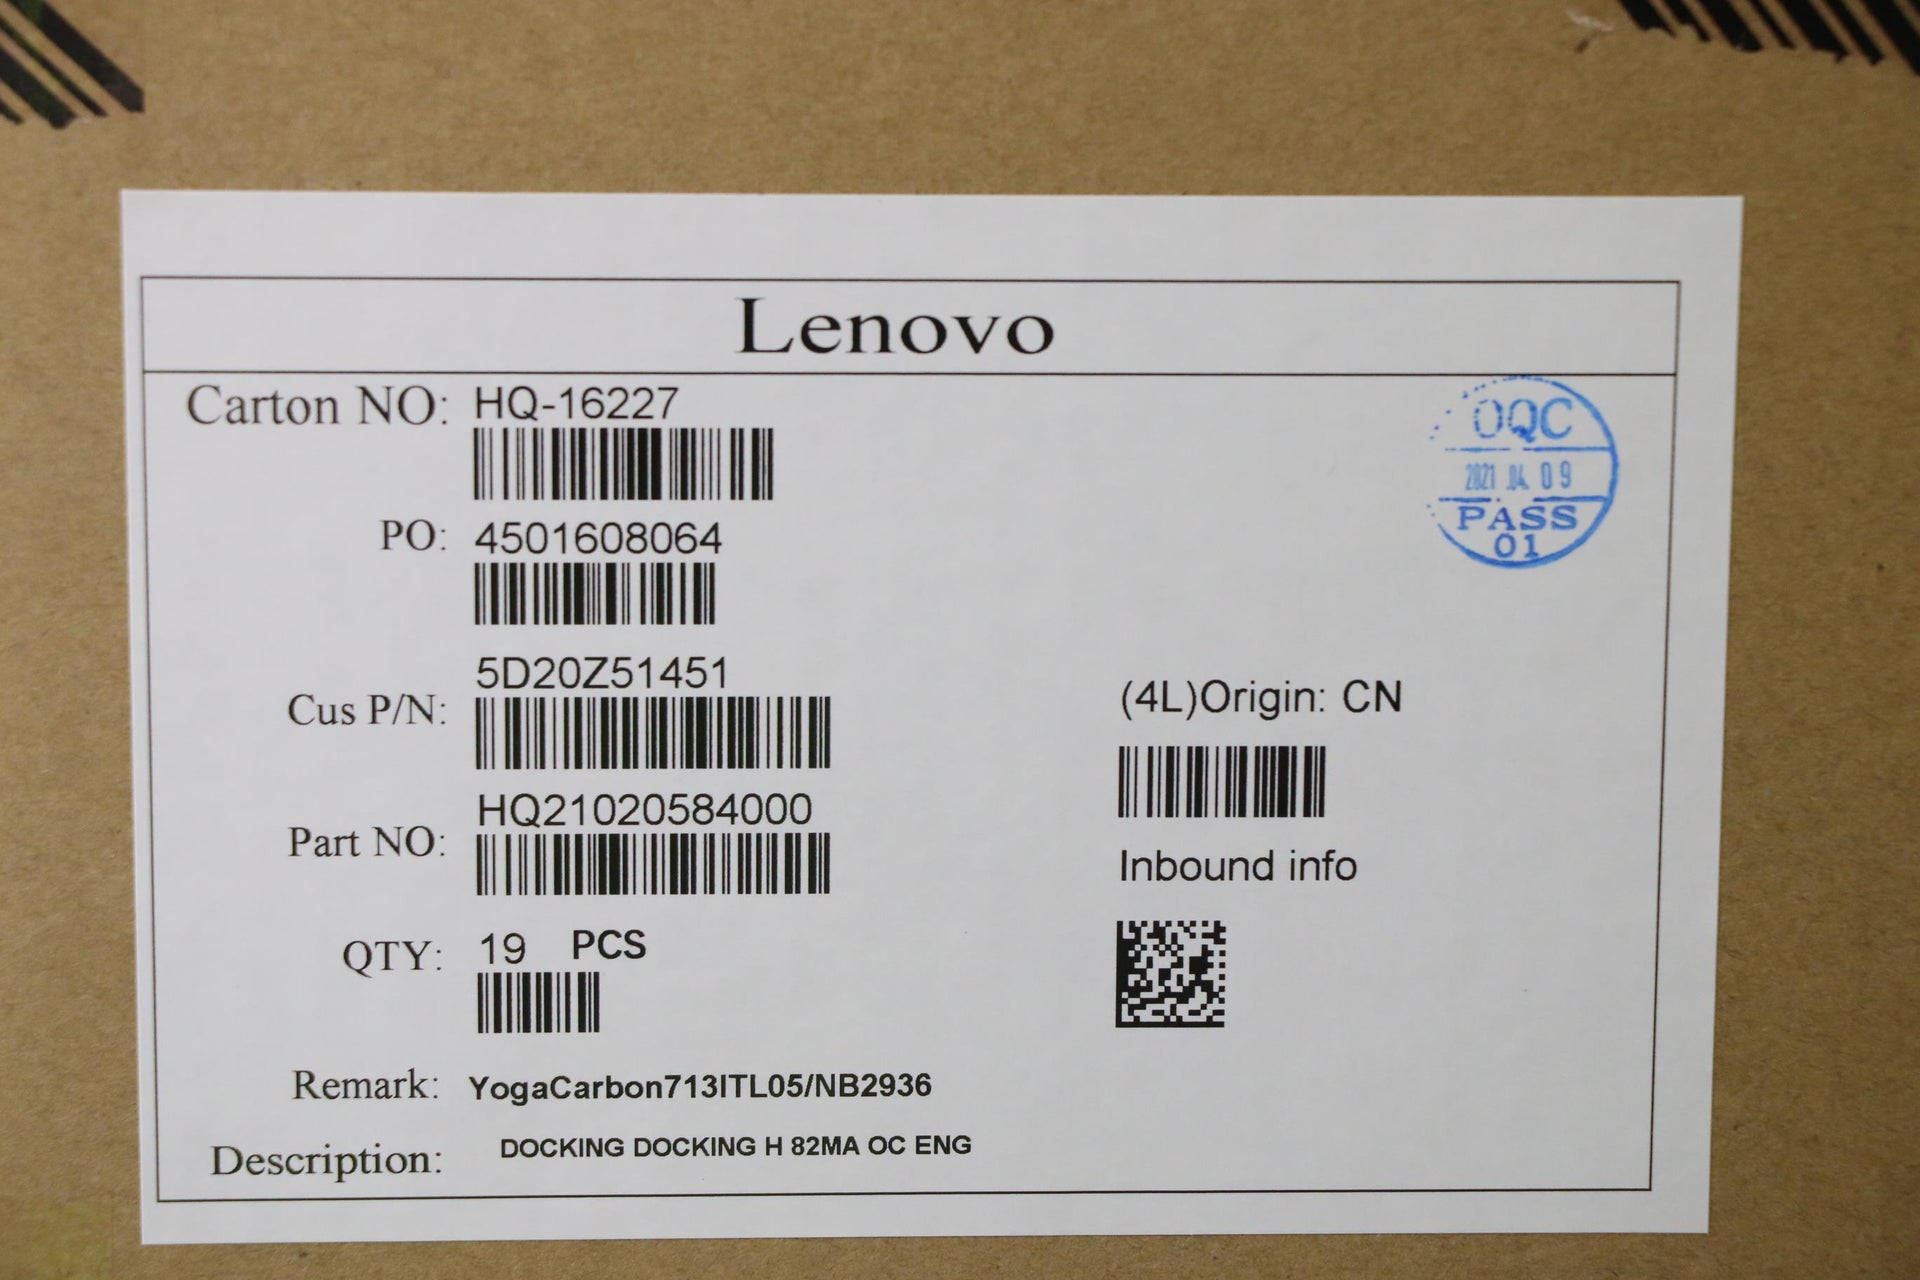 Lenovo
Carton NO: HQ-16227
OQC
2021.04.09
PASS
01
PO: 4501608064
Cus P/N: 5D20Z51451
(4L)Origin: CN
Part NO: HQ21020584000
Inbound info
QTY: 19 PCS
Remark: YogaCarbon713ITL05/NB2936
Description: DOCKING DOCKING H 82MA OC ENG